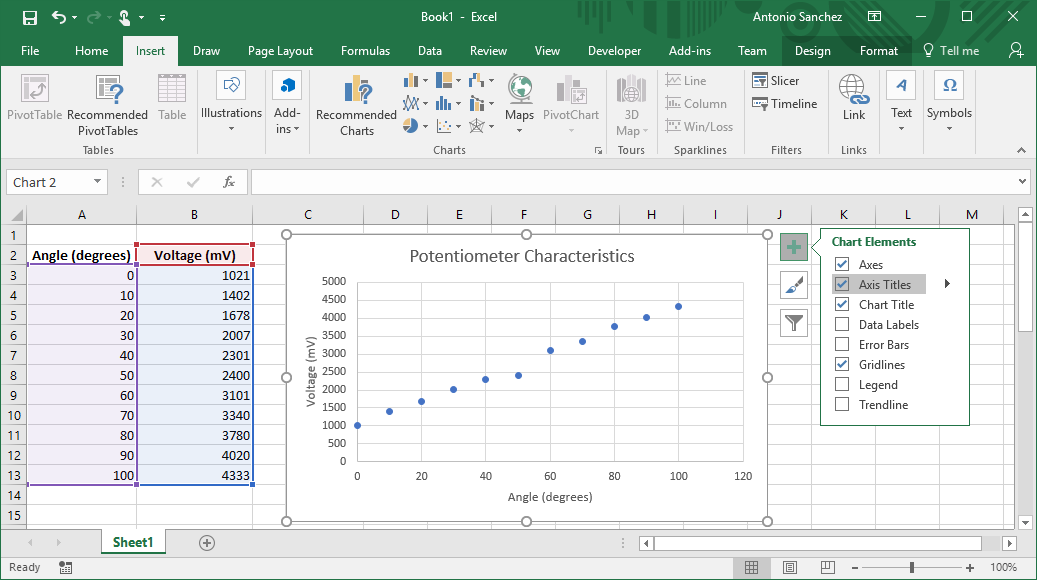 Book1 - Excel
Antonio Sanchez
File Home Insert Draw Page Layout Formulas Data Review View Developer Add-ins Team Design Format Tell me
PivotTable
Recommended
PivotTables
Table
Tables
Illustrations
Add-
ins
Recommended
Charts
Maps
PivotChart
Charts
3D
Map
Tours
Line
Column
Win/Loss
Sparklines
Slicer
Timeline
Filters
Link
Links
Text
Ω
Symbols
Chart 2
fx
A B C D E F G H I J K L M
1
2 Angle (degrees) Voltage (mV)
3 0 1021
4 10 1402
5 20 1678
6 30 2007
7 40 2301
8 50 2400
9 60 3101
10 70 3340
11 80 3780
12 90 4020
13 100 4333
14
15
Potentiometer Characteristics
Voltage (mV)
5000
4500
4000
3500
3000
2500
2000
1500
1000
500
0
0 20 40 60 80 100 120
Angle (degrees)
Chart Elements
Axes
Axis Titles
Chart Title
Data Labels
Error Bars
Gridlines
Legend
Trendline
Sheet1
Ready
100%